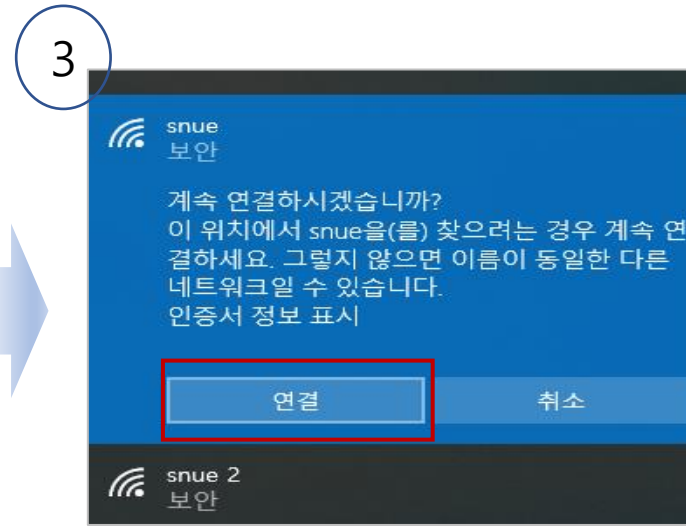 3
snue
보안
계속 연결하시겠습니까?
이 위치에서 snue을(를) 찾으려는 경우 계속 연
결하세요. 그렇지 않으면 이름이 동일한 다른
네트워크일 수 있습니다.
인증서 정보 표시
연결 취소
snue 2
보안